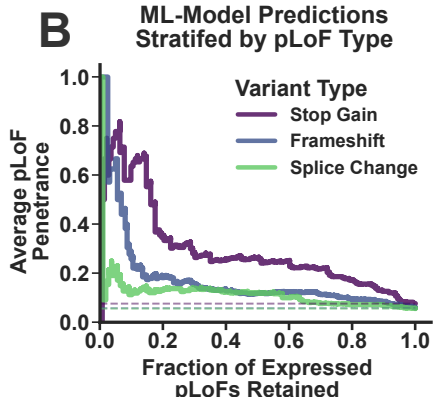 B
ML-Model Predictions
Stratifed by pLoF Type
Variant Type
Stop Gain
Frameshift
Splice Change
Average pLoF
Penetrance
1.0
0.8
0.6
0.4
0.2
0.0
0.0 0.2 0.4 0.6 0.8 1.0
Fraction of Expressed
pLoFs Retained